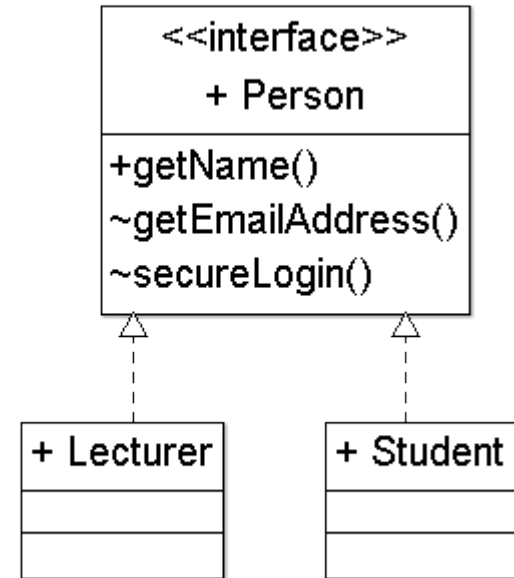 <<interface>>
+ Person
+getName()
~getEmailAddress()
~secureLogin()
+ Lecturer
+ Student